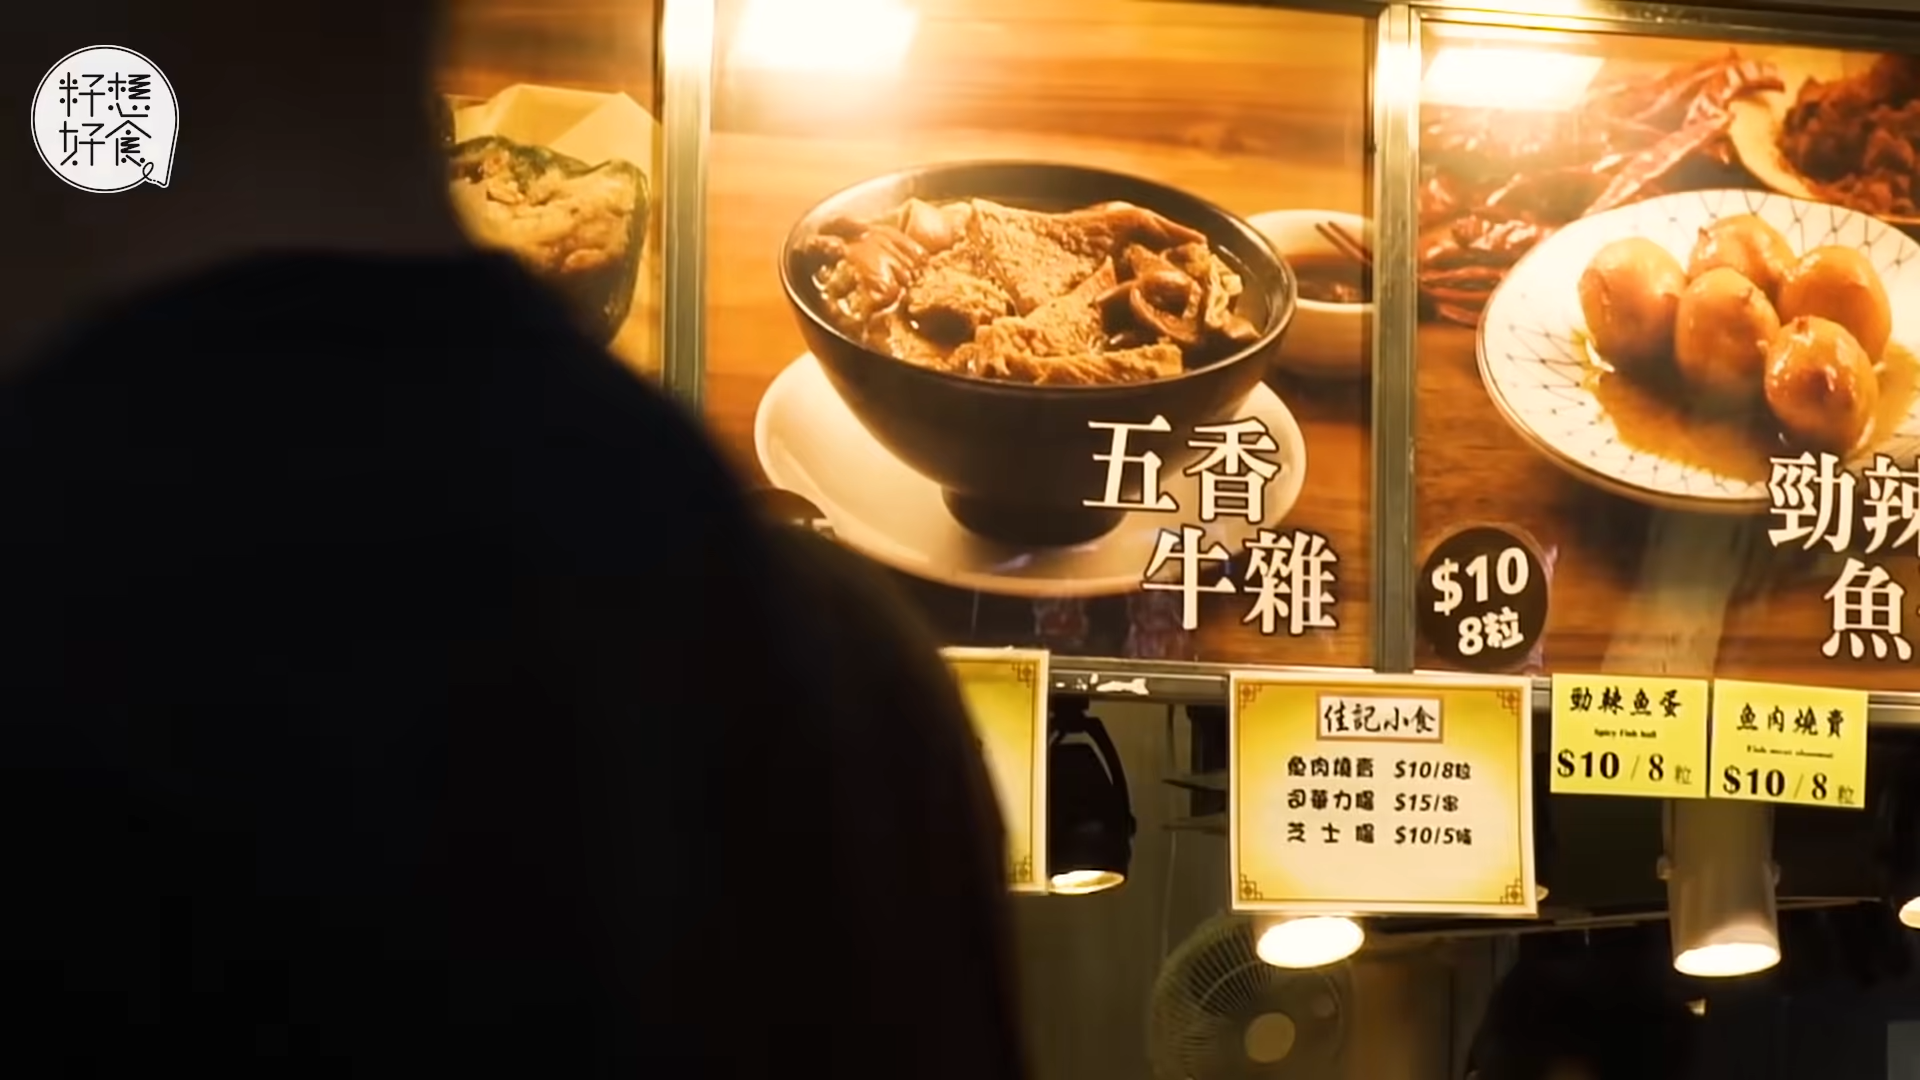 籽想
好食
五香
牛雜
$10
8粒
勁辣
魚
佳記小食
魚肉燒賣 $10/8粒
司華力腸 $15/串
芝士腸 $10/5條
勁辣魚蛋
Spicy Fish ball
$10 / 8 粒
魚肉燒賣
Fish meat shaomai
$10 / 8 粒